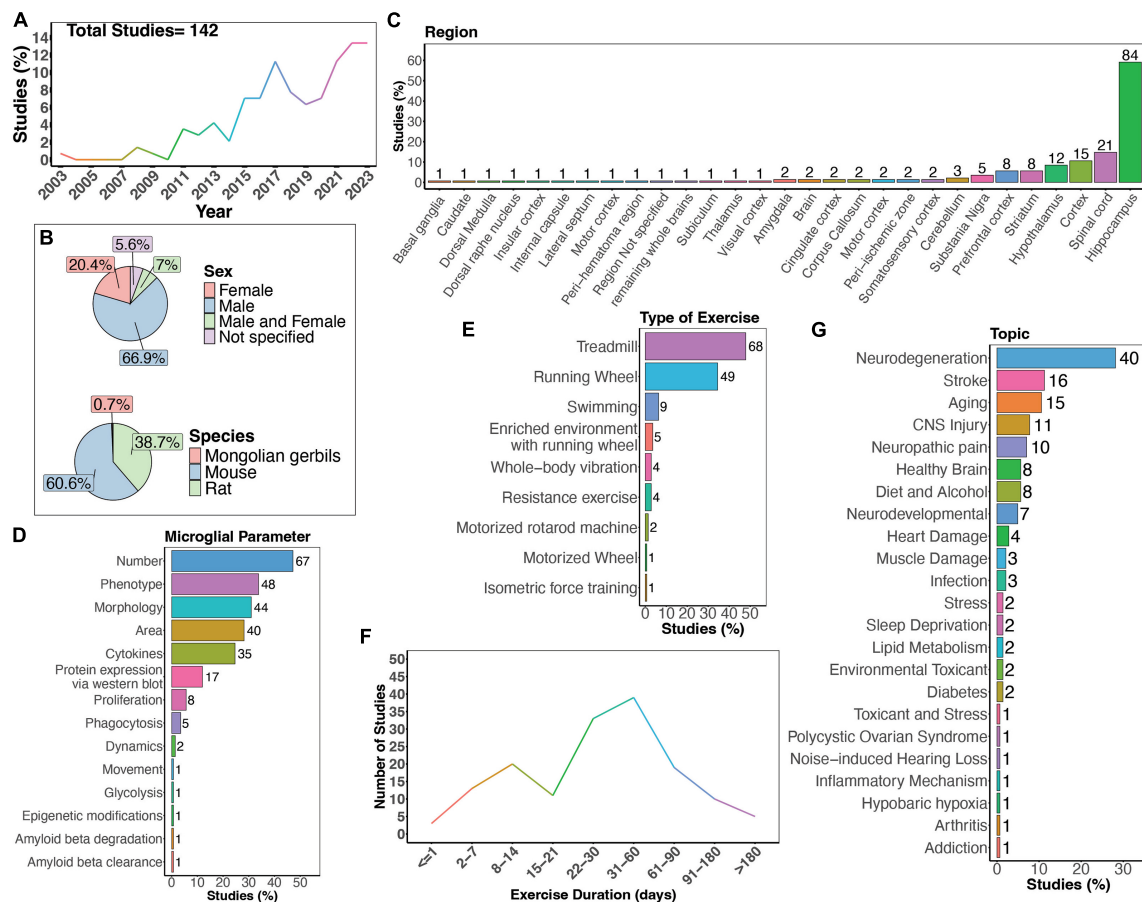 A
Total Studies= 142
Studies (%)
14
12
10
8
6
4
2
0
2003
2005
2007
2009
2011
2013
2015
2017
2019
2021
2023
Year
B
5.6%
20.4%
7%
66.9%
Sex
Female
Male
Male and Female
Not specified
0.7%
38.7%
60.6%
Species
Mongolian gerbils
Mouse
Rat
C
Region
Studies (%)
60
50
40
30
20
10
0
1 1 1 1 1 1 1 1 1 1 1 1 1 1 2 2 2 2 2 2 2 3 5 8 8 12 15 21 84
Basal ganglia
Caudate
Dorsal Medulla
Dorsal raphe nucleus
Insular cortex
Internal capsule
Lateral septum
Motor cortex
Peri-hematoma region
Region Not specified
remaining whole brains
Subiculum
Thalamus
Visual cortex
Amygdala
Brain
Cingulate cortex
Corpus Callosium
Motor cortex
Peri-ischemic zone
Somatosensory cortex
Cerebellum
Substania Nigra
Prefrontal cortex
Striatum
Hypothamus
Cortex
Spinal cord
Hippocampus
D
Microglial Parameter
Number 67
Phenotype 48
Morphology 44
Area 40
Cytokines 35
Protein expression
via western blot 17
Proliferation 8
Phagocytosis 5
Dynamics 2
Movement 1
Glycolysis 1
Epigenetic modifications 1
Amyloid beta degradation 1
Amyloid beta clearance 1
0 10 20 30 40 50
Studies (%)
E
Type of Exercise
Treadmill 68
Running Wheel 49
Swimming 9
Enriched environment
with running wheel 5
Whole-body vibration 4
Resistance exercise 4
Motorized rotarod machine 2
Motorized Wheel 1
Isometric force training 1
0 10 20 30 40 50
Studies (%)
F
Number of Studies
50
45
40
35
30
25
20
15
10
5
0
<=1
2-7
8-14
15-21
22-30
31-60
61-90
91-180
>180
Exercise Duration (days)
G
Topic
Neurodegeneration 40
Stroke 16
Aging 15
CNS Injury 11
Neuropathic pain 10
Healthy Brain 8
Diet and Alcohol 8
Neurodevelopmental 7
Heart Damage 4
Muscle Damage 3
Infection 3
Stress 2
Sleep Deprivation 2
Lipid Metabolism 2
Environmental Toxicant 2
Diabetes 2
Toxicant and Stress 1
Polycystic Ovarian Syndrome 1
Noise-induced Hearing Loss 1
Inflammatory Mechanism 1
Hypobaric hypoxia 1
Arthritis 1
Addiction 1
0 10 20 30
Studies (%)